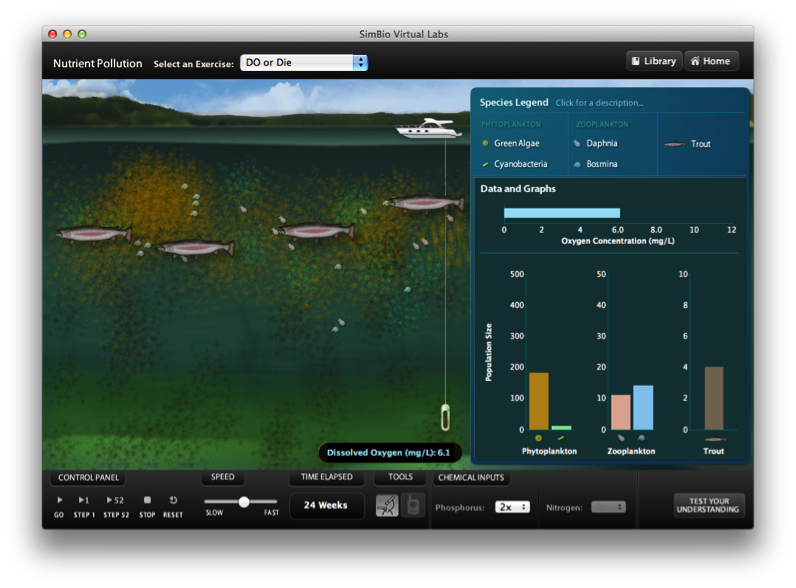 SimBio Virtual Labs
Nutrient Pollution Select an Exercise: DO or Die
Library Home
Species Legend Click for a description...
PHYTOPLANKTON ZOOPLANKTON
Green Algae Daphnia Trout
Cyanobacteria Bosmina
Data and Graphs
0 2 4 6.0 8.0 10 12
Oxygen Concentration (mg/L)
500 50 10
400 40 8
300 30 6
200 20 4
100 10 2
0 0 0
Population Size
Phytoplankton Zooplankton Trout
Dissolved Oxygen (mg/L): 6.1
CONTROL PANEL SPEED TIME ELAPSED TOOLS CHEMICAL INPUTS
1 52
GO STEP 1 STEP 52 STOP RESET
SLOW FAST
24 Weeks
Phosphorus: 2x Nitrogen:
TEST YOUR
UNDERSTANDING